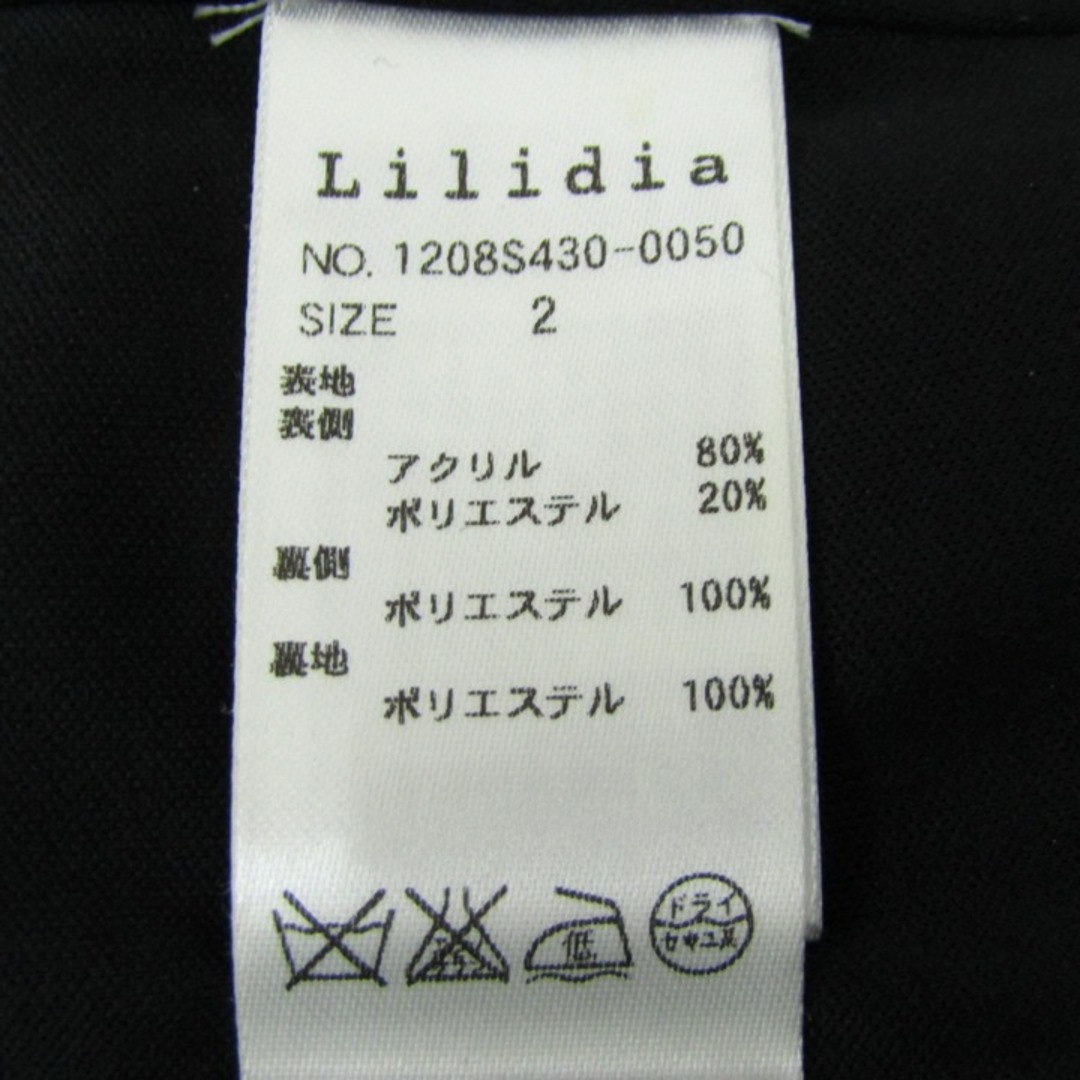 Lilidia
NO. 1208S430-0050
SIZE 2
表地
表側
アクリル 80%
ポリエステル 20%
裏側
ポリエステル 100%
裏地
ポリエステル 100%
低
ドライ
セキユ系